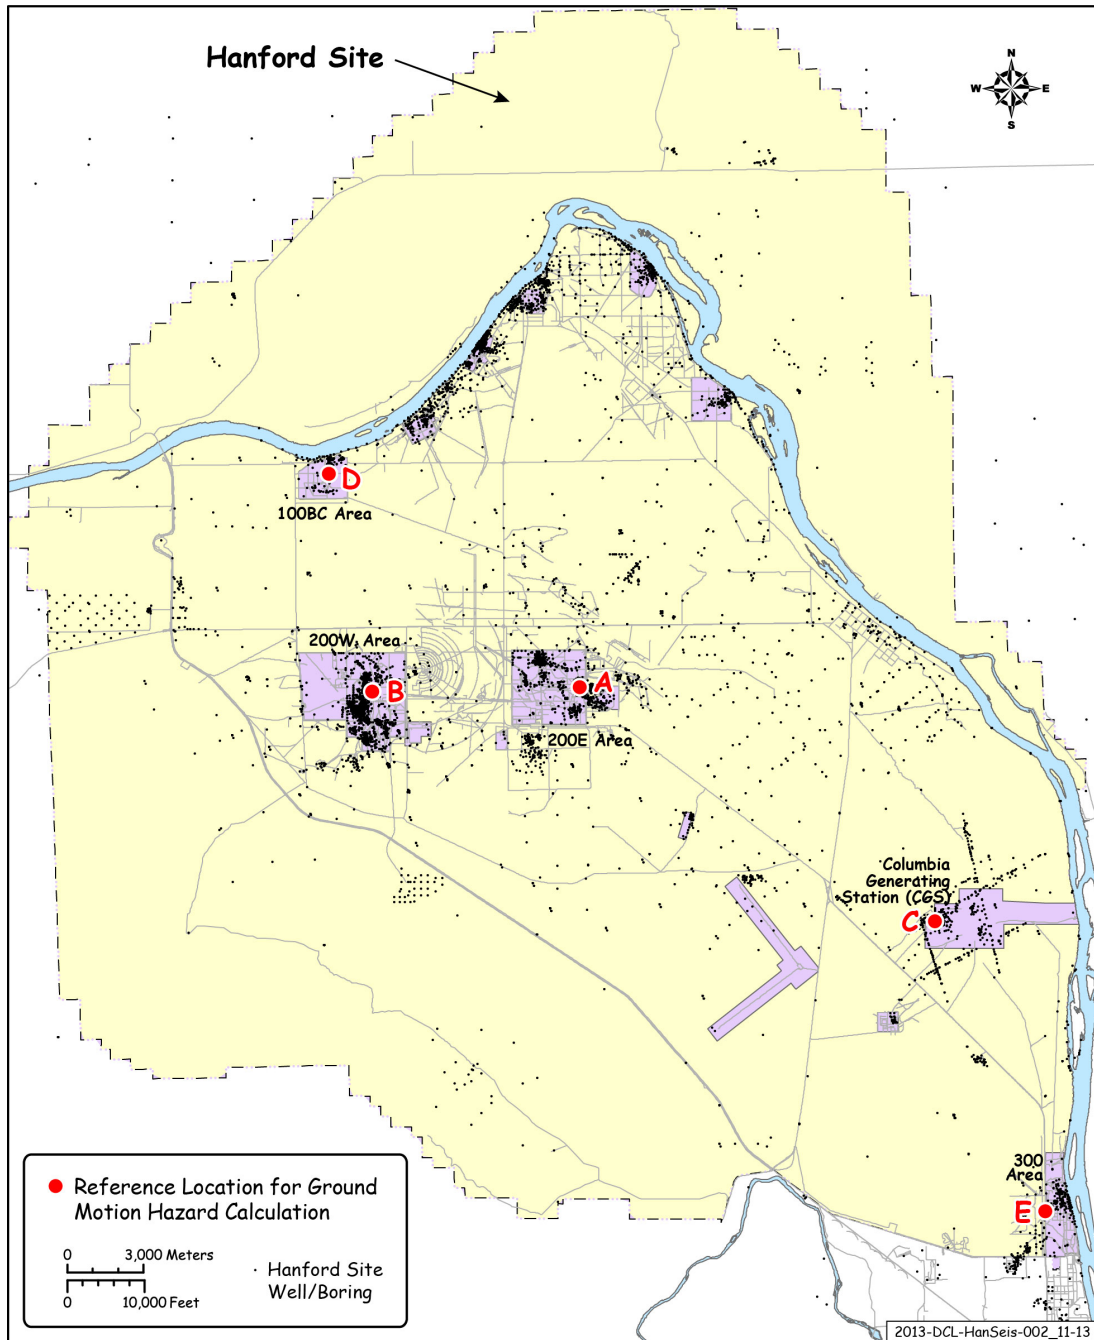 Hanford Site
N
W E
S
D
100BC Area
200W Area
B
A
200E Area
Columbia
Generating
Station (CGS)
C
300
Area
E
Reference Location for Ground
Motion Hazard Calculation
0 3,000 Meters
0 10,000 Feet
Hanford Site
Well/Boring
2013-DCL-HanSeis-002_11-13